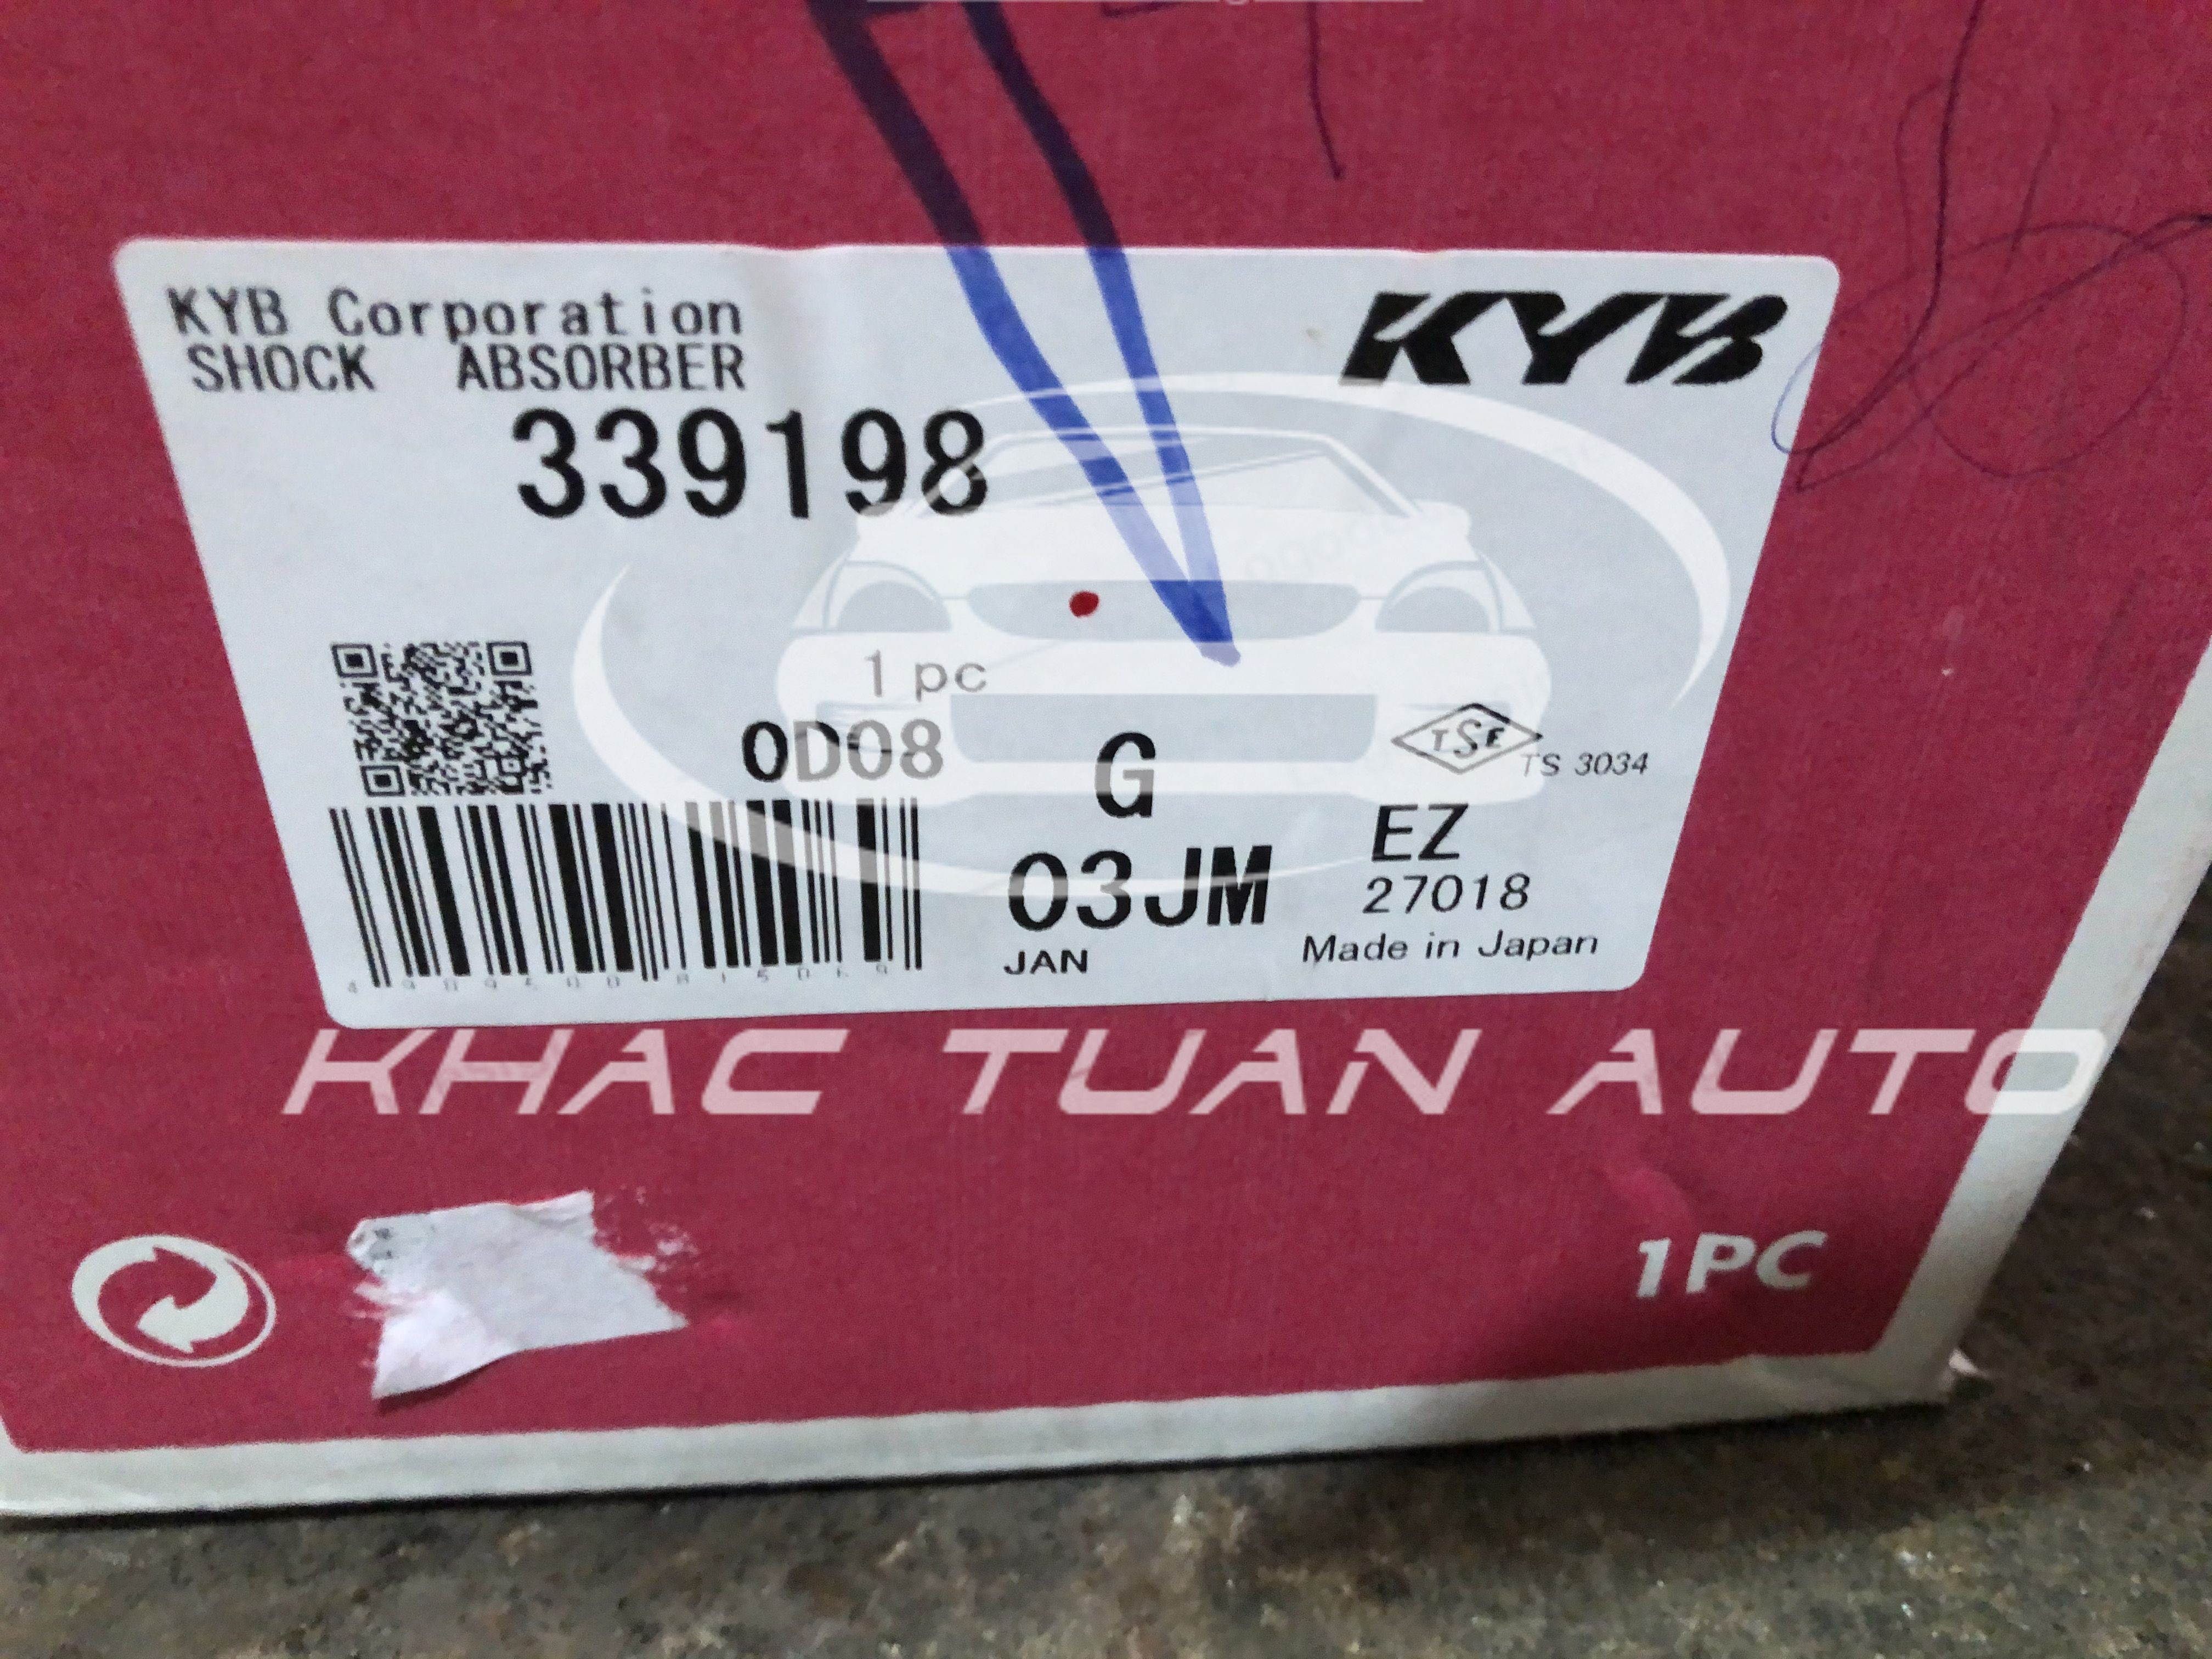 KYB Corporation
KYB
SHOCK ABSORBER
339198
1 pc
0D08
G
TSE
TS 3034
EZ
03JM
27018
JAN
Made in Japan
KHAC TUAN AUTO
1PC